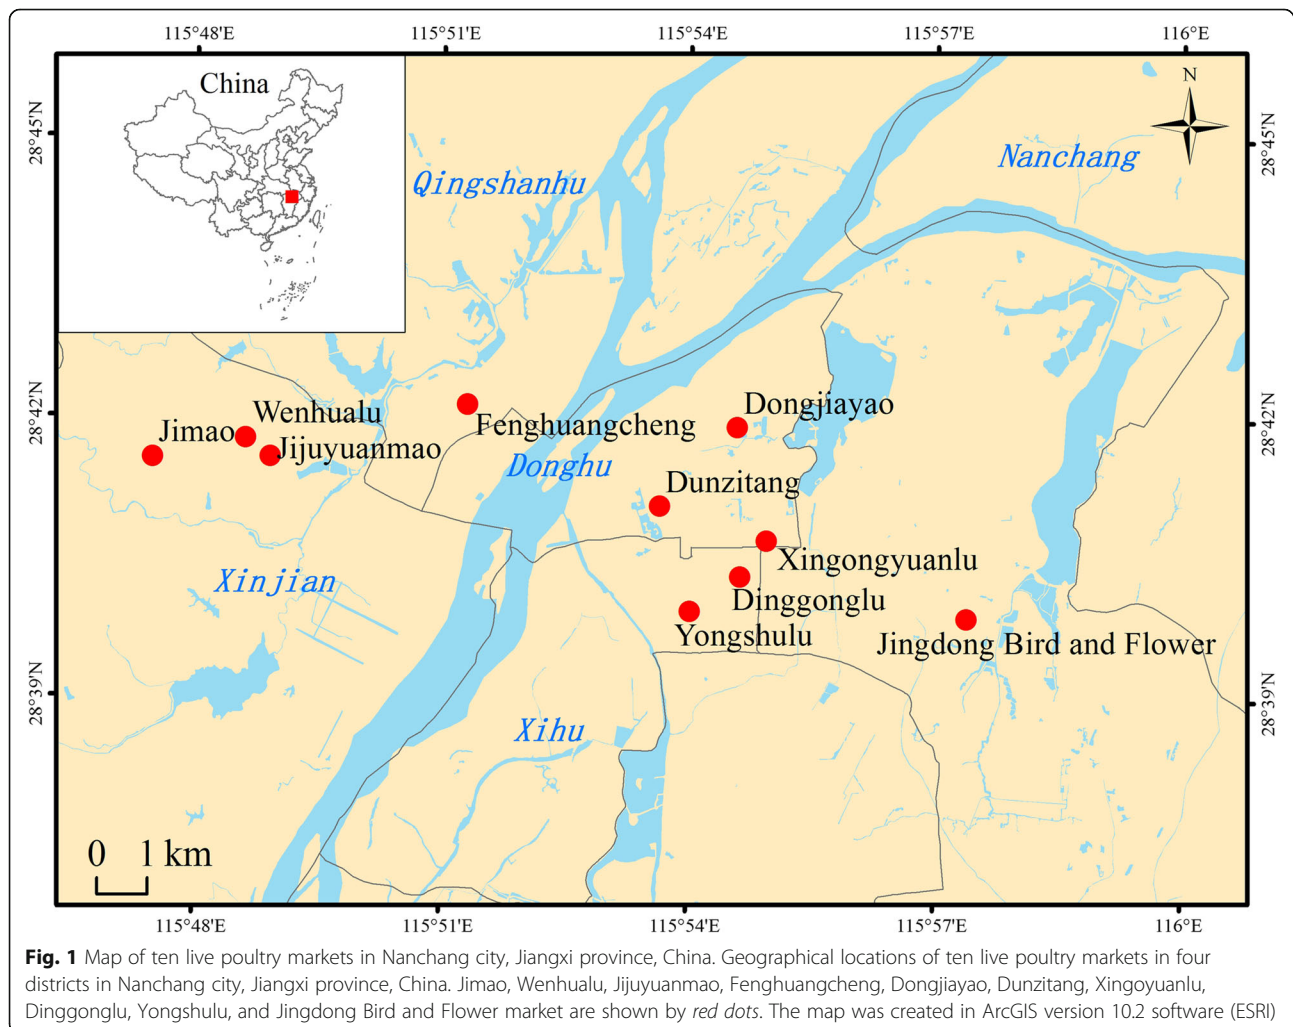 115°48'E 115°51'E 115°54'E 115°57'E 116°E
China
N
28°45'N 28°45'N
Nanchang
Qingshanhu
28°42'N 28°42'N
Dongjiayao
Wenhualu
Jimao
Fenghuangcheng
Jijuyuanmao
Donghu
Dunzitang
Xingongyuanlu
Xinjian
Dinggonglu
Yongshulu
Jingdong Bird and Flower
28°39'N 28°39'N
Xihu
0 1 km
115°48'E 115°51'E 115°54'E 115°57'E 116°E
Fig. 1 Map of ten live poultry markets in Nanchang city, Jiangxi province, China. Geographical locations of ten live poultry markets in four
districts in Nanchang city, Jiangxi province, China. Jimao, Wenhualu, Jijuyuanmao, Fenghuangcheng, Dongjiayao, Dunzitang, Xingoyuanlu,
Dinggonglu, Yongshulu, and Jingdong Bird and Flower market are shown by red dots. The map was created in ArcGIS version 10.2 software (ESRI)